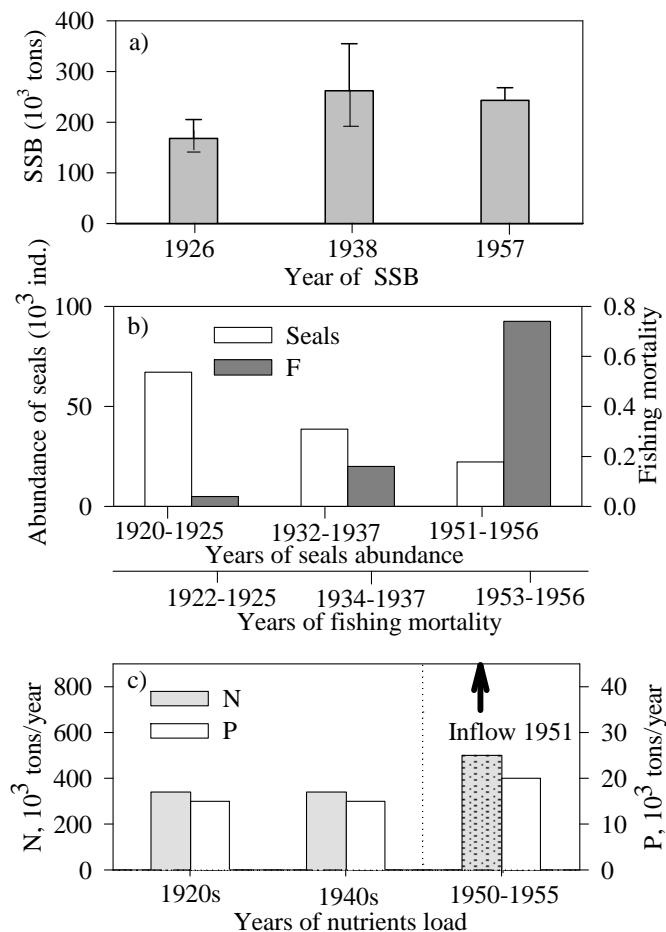 400
a)
300
200
100
0
SSB (10³ tons)
1926 1938 1957
Year of SSB
100 0.8
b)
Seals
F
0.6
50 0.4
0.2
0 0.0
Abundance of seals (10³ ind.)
Fishing mortality
1920-1925 1932-1937 1951-1956
Years of seals abundance
1922-1925 1934-1937 1953-1956
Years of fishing mortality
800 40
c)
N
P
Inflow 1951
600 30
400 20
200 10
0 0
N, 10³ tons/year
P, 10³ tons/year
1920s 1940s 1950-1955
Years of nutrients load